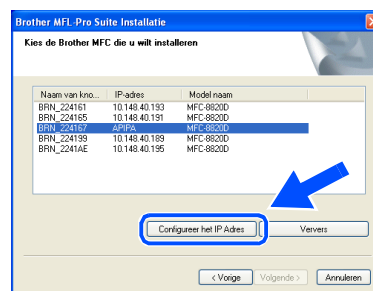 Brother MFL-Pro Suite Installatie
Kies de Brother MFC die u wilt installeren
Naam van kno... IP-adres Model naam
BRN_224161 10.148.40.193 MFC-8820D
BRN_224165 10.148.40.191 MFC-8820D
BRN_224167 APIPA MFC-8820D
BRN_224199 10.148.40.189 MFC-8820D
BRN_2241AE 10.148.40.195 MFC-8820D
Configureer het IP Adres Ververs
< Vorige Volgende > Annuleren